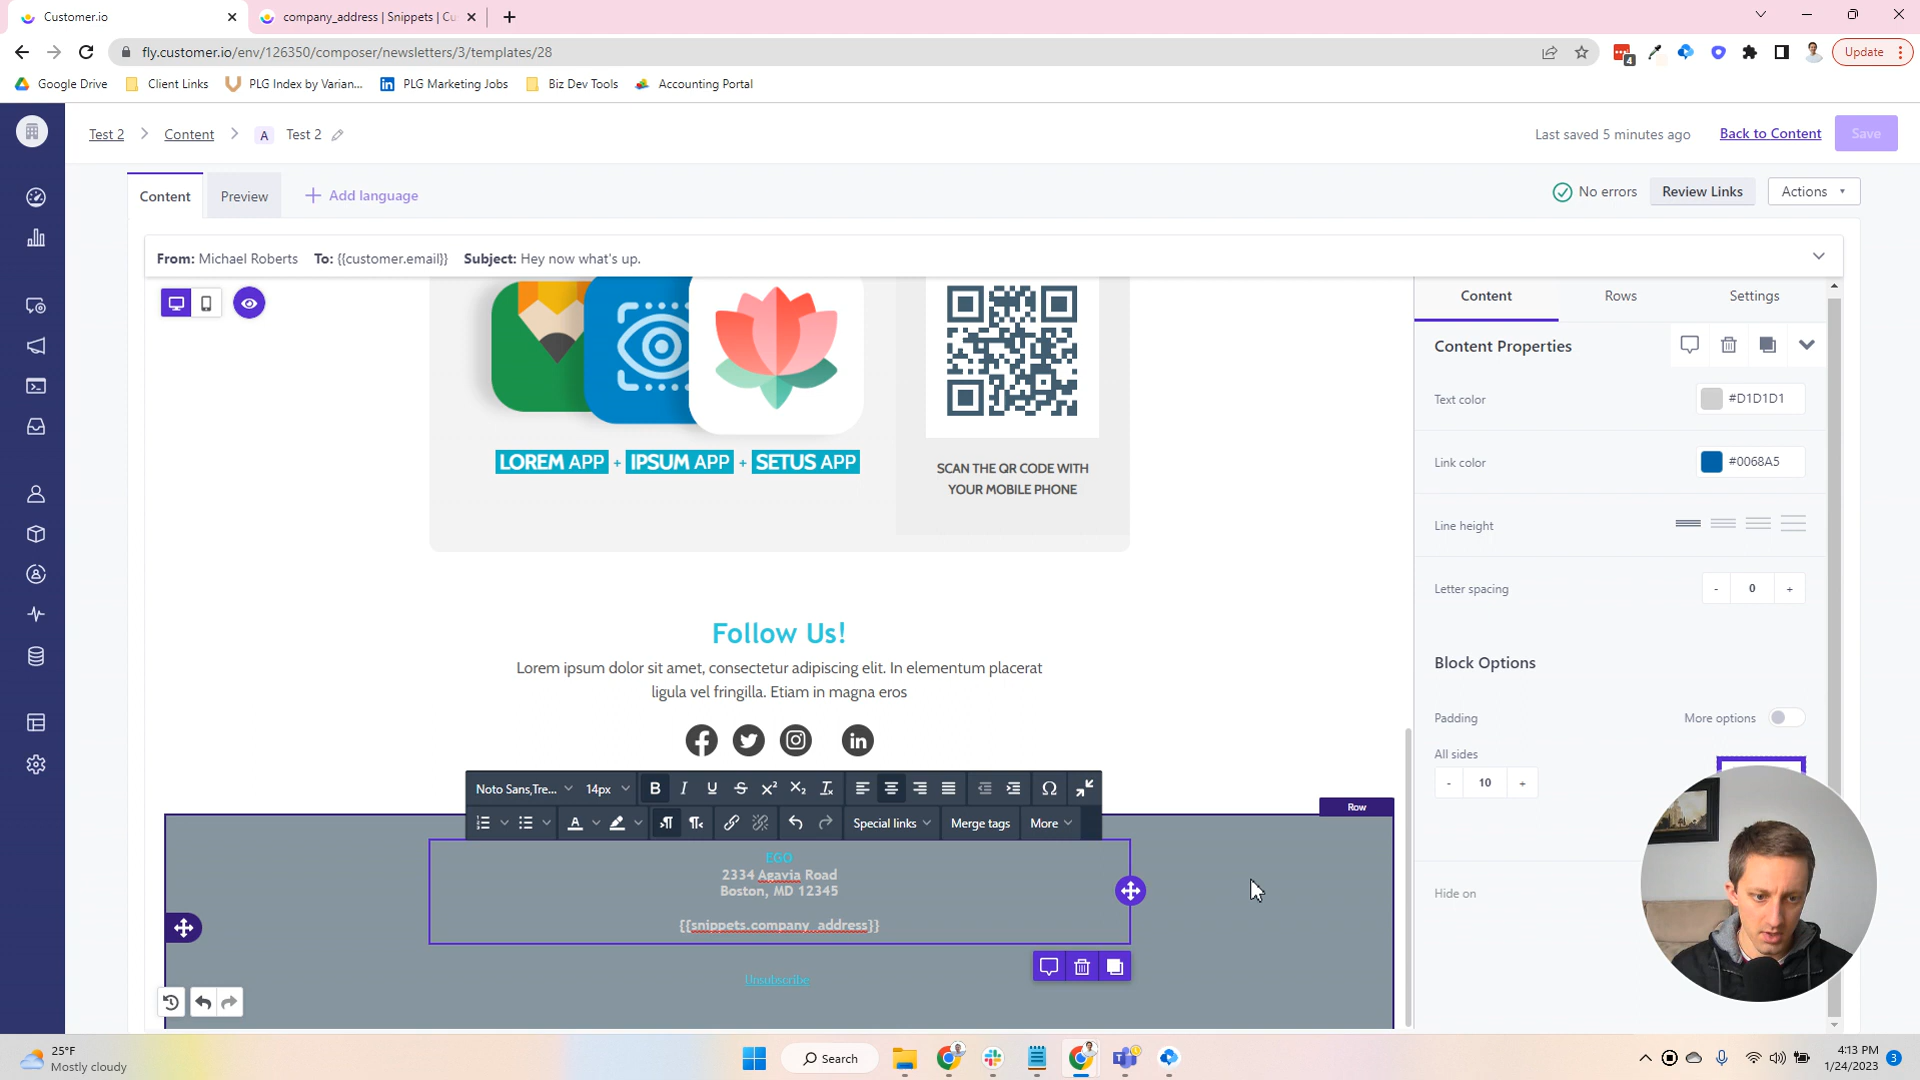 Customer.io
company_address | Snippets | Cu
fly.customer.io/env/126350/composer/newsletters/3/templates/28
4
Update
Google Drive
Client Links
PLG Index by Varian...
PLG Marketing Jobs
Biz Dev Tools
Accounting Portal
Test 2
Content
A
Test 2
Last saved 5 minutes ago
Back to Content
Save
Content
Preview
Add language
No errors
Review Links
Actions
From: Michael Roberts To: {{customer.email}} Subject: Hey now what's up.
LOREM APP + IPSUM APP + SETUS APP
SCAN THE QR CODE WITH
YOUR MOBILE PHONE
Follow Us!
Lorem ipsum dolor sit amet, consectetur adipiscing elit. In elementum placerat
ligula vel fringilla. Etiam in magna eros
Noto Sans,Tre...
14px
Special links
Merge tags
More
Row
EGO
2334 Agavia Road
Boston, MD 12345
{{snippets.company_address}}
Unsubscribe
Content
Rows
Settings
Content Properties
Text color
#D1D1D1
Link color
#0068A5
Line height
Letter spacing
- 0 +
Block Options
Padding
More options
All sides
- 10 +
Hide on
25°F
Mostly cloudy
Search
4:13 PM
1/24/2023
3